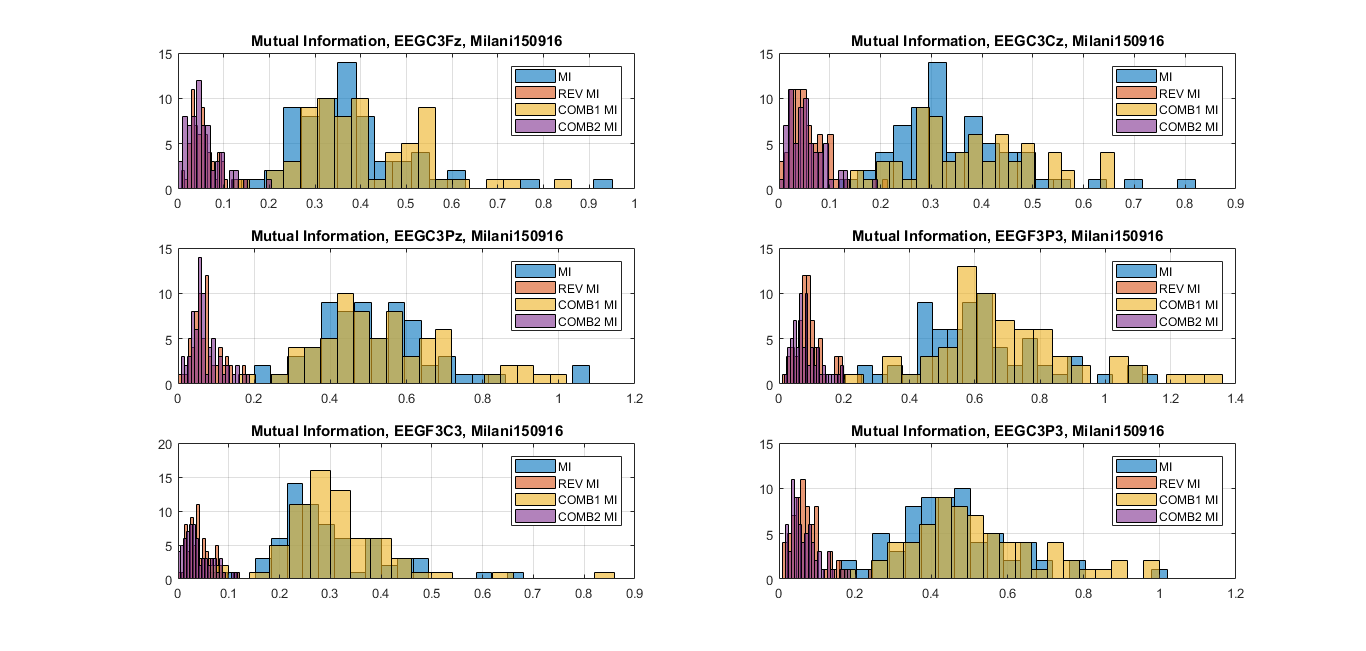 Mutual Information, EEGC3Fz, Milani150916
15
10
5
0
0 0.1 0.2 0.3 0.4 0.5 0.6 0.7 0.8 0.9 1
MI
REV MI
COMB1 MI
COMB2 MI
Mutual Information, EEGC3Cz, Milani150916
15
10
5
0
0 0.1 0.2 0.3 0.4 0.5 0.6 0.7 0.8 0.9
MI
REV MI
COMB1 MI
COMB2 MI
Mutual Information, EEGC3Pz, Milani150916
15
10
5
0
0 0.2 0.4 0.6 0.8 1 1.2
MI
REV MI
COMB1 MI
COMB2 MI
Mutual Information, EEGF3P3, Milani150916
15
10
5
0
0 0.2 0.4 0.6 0.8 1 1.2 1.4
MI
REV MI
COMB1 MI
COMB2 MI
Mutual Information, EEGF3C3, Milani150916
20
15
10
5
0
0 0.1 0.2 0.3 0.4 0.5 0.6 0.7 0.8 0.9
MI
REV MI
COMB1 MI
COMB2 MI
Mutual Information, EEGC3P3, Milani150916
15
10
5
0
0 0.2 0.4 0.6 0.8 1 1.2
MI
REV MI
COMB1 MI
COMB2 MI